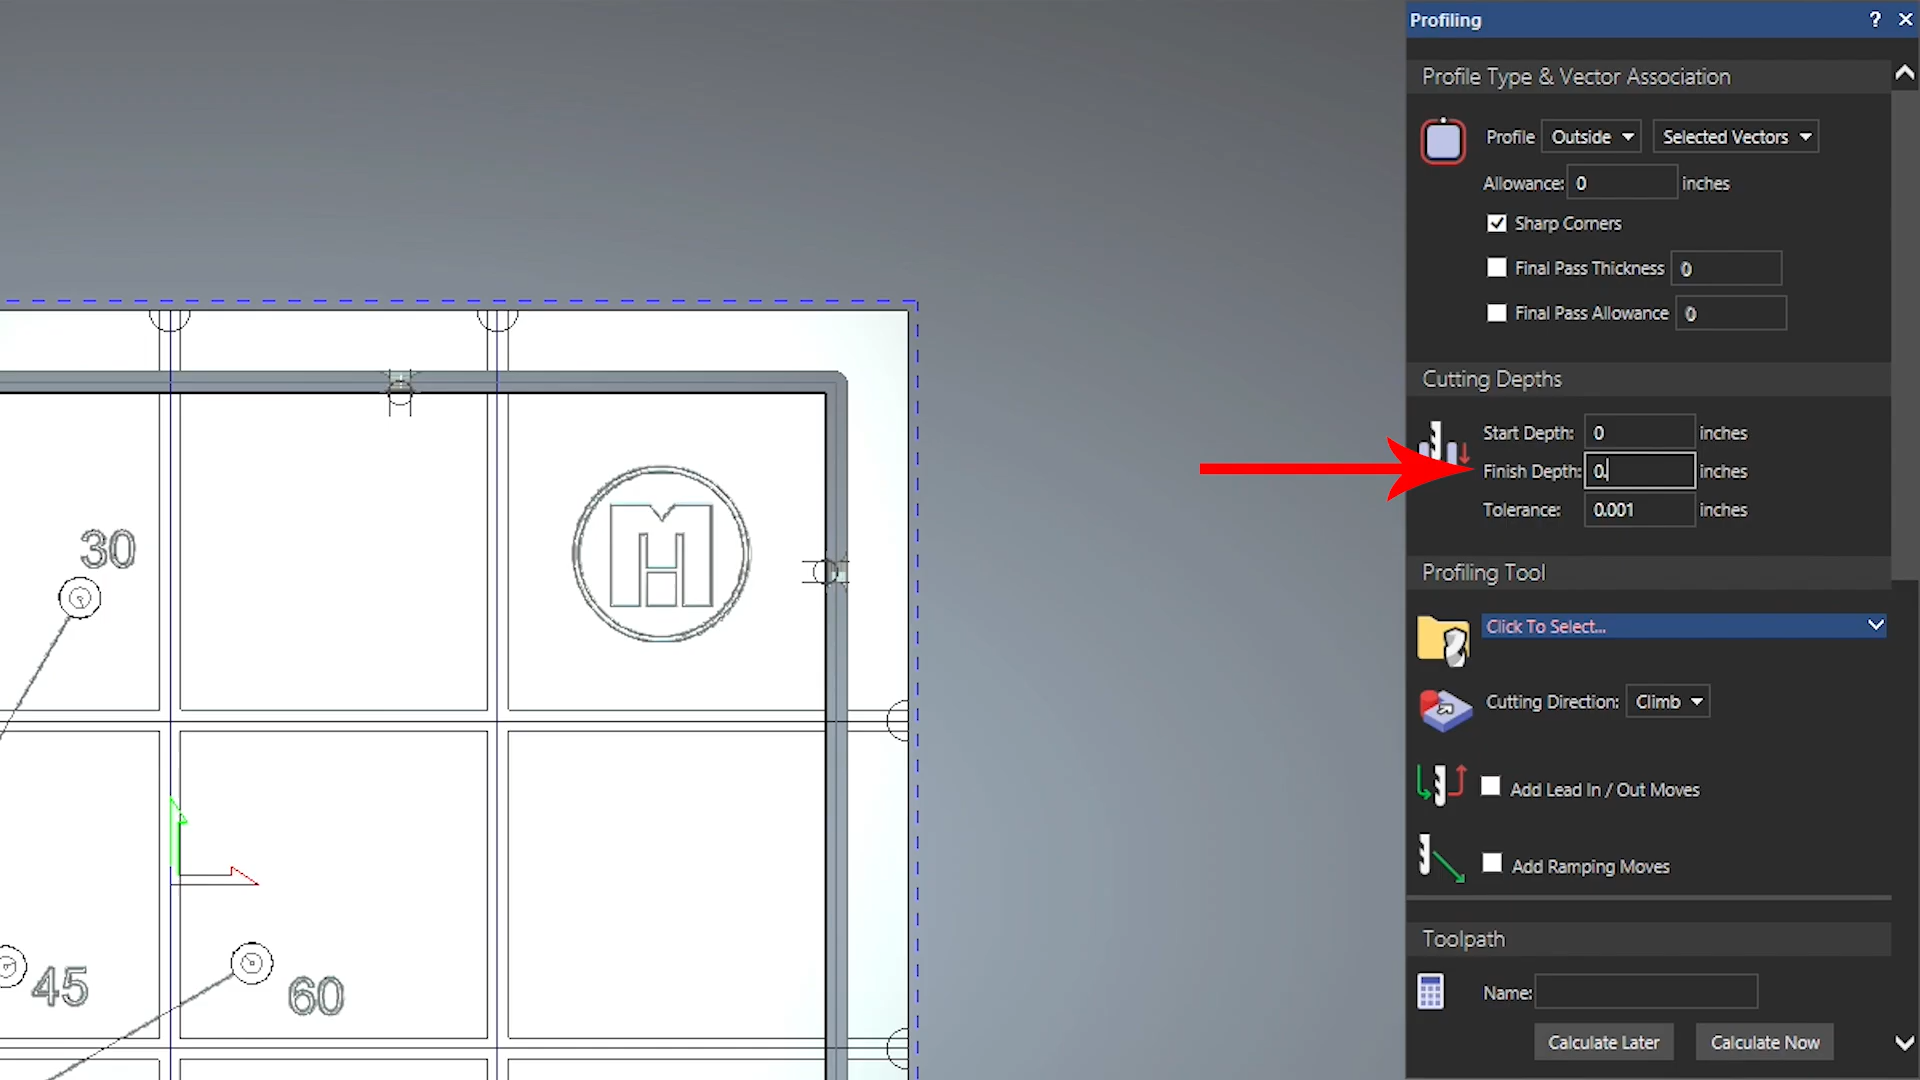 Profiling ? ×
Profile Type & Vector Association
Profile Outside Selected Vectors
Allowance: 0 inches
Sharp Corners
Final Pass Thickness 0
Final Pass Allowance 0
Cutting Depths
Start Depth: 0 inches
Finish Depth: 0. inches
Tolerance: 0.001 inches
Profiling Tool
Click To Select...
Cutting Direction: Climb
Add Lead In / Out Moves
Add Ramping Moves
Toolpath
Name:
Calculate Later Calculate Now
MH
30
45
60